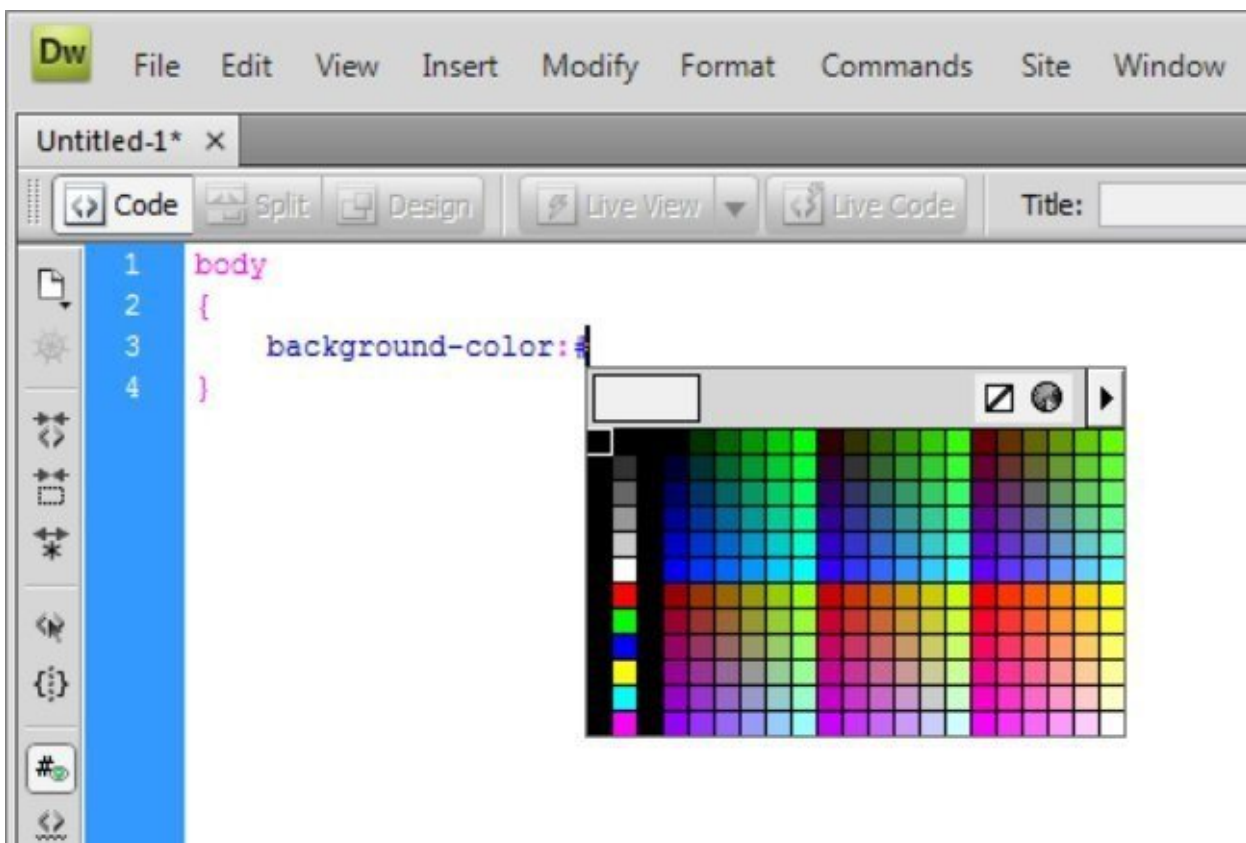 Dw File Edit View Insert Modify Format Commands Site Window
Untitled-1* ×
Code Split Design Live View Live Code Title:
1 body
2 {
3 background-color:#
4 }